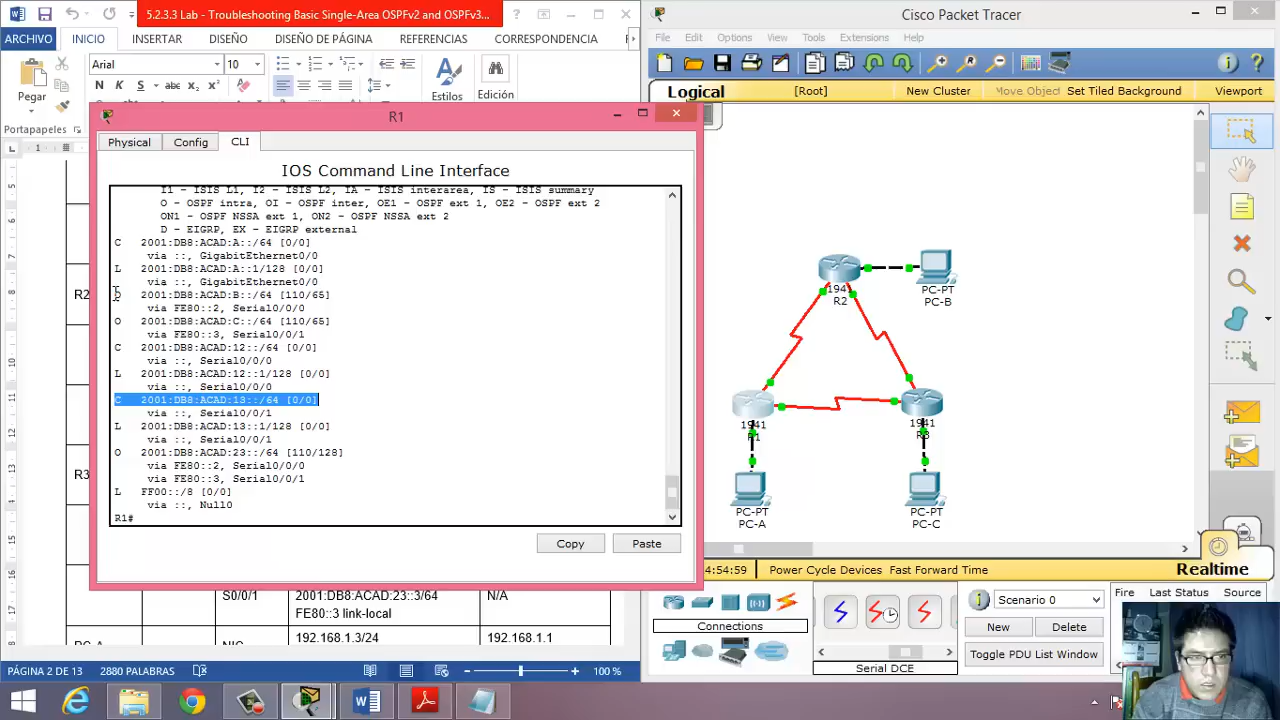 5.2.3.3 Lab - Troubleshooting Basic Single-Area OSPFv2 and OSPFv3...
ARCHIVO INICIO INSERTAR DISEÑO DISEÑO DE PÁGINA REFERENCIAS CORRESPONDENCIA
Arial 10
N K S abc x₂ x²
Pegar
Estilos
Edición
Portapapeles
R1
Physical Config CLI
IOS Command Line Interface
I1 - ISIS L1, I2 - ISIS L2, IA - ISIS interarea, IS - ISIS summary
O - OSPF intra, OI - OSPF inter, OE1 - OSPF ext 1, OE2 - OSPF ext 2
ON1 - OSPF NSSA ext 1, ON2 - OSPF NSSA ext 2
D - EIGRP, EX - EIGRP external
C 2001:DB8:ACAD:A::/64 [0/0]
via ::, GigabitEthernet0/0
L 2001:DB8:ACAD:A::1/128 [0/0]
via ::, GigabitEthernet0/0
2001:DB8:ACAD:B::/64 [110/65]
via FE80::2, Serial0/0/0
O 2001:DB8:ACAD:C::/64 [110/65]
via FE80::3, Serial0/0/1
C 2001:DB8:ACAD:12::/64 [0/0]
via ::, Serial0/0/0
L 2001:DB8:ACAD:12::1/128 [0/0]
via ::, Serial0/0/0
C 2001:DB8:ACAD:13::/64 [0/0]
via ::, Serial0/0/1
L 2001:DB8:ACAD:13::1/128 [0/0]
via ::, Serial0/0/1
O 2001:DB8:ACAD:23::/64 [110/128]
via FE80::2, Serial0/0/0
via FE80::3, Serial0/0/1
L FF00::/8 [0/0]
via ::, Null0
R1#
Copy Paste
R2
R3
S0/0/1
2001:DB8:ACAD:23::3/64
FE80::3 link-local
N/A
PC-A NIC 192.168.1.3/24 192.168.1.1
PÁGINA 2 DE 13 2880 PALABRAS 100 %
Cisco Packet Tracer
File Edit Options View Tools Extensions Help
Logical [Root] New Cluster Move Object Set Tiled Background Viewport
1941
R2
PC-PT
PC-B
1941
R1
1941
R3
PC-PT
PC-A
PC-PT
PC-C
4:54:59 Power Cycle Devices Fast Forward Time
Realtime
Connections
Serial DCE
Scenario 0
New Delete
Toggle PDU List Window
Fire Last Status Source